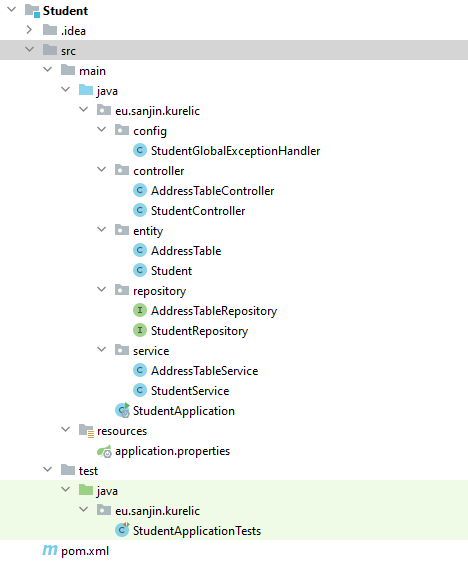 Student
.idea
src
main
java
eu.sanjin.kurelic
config
StudentGlobalExceptionHandler
controller
AddressTableController
StudentController
entity
AddressTable
Student
repository
AddressTableRepository
StudentRepository
service
AddressTableService
StudentService
StudentApplication
resources
application.properties
test
java
eu.sanjin.kurelic
StudentApplicationTests
pom.xml